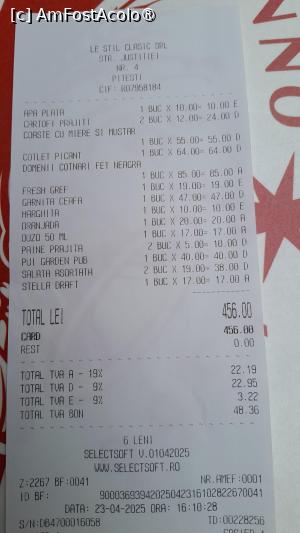 © AmFostAcolo®
LE STIL CLASIC SRL
STR. JUSTITIEI
NR. 4
PITESTI
CIF: RO7958184
APA PLATA 1 BUC X 10.00= 10.00 E
CARTOFI PRAJITI 2 BUC X 12.00= 24.00 D
COASTE CU MIERE SI MUSTAR
1 BUC X 55.00= 55.00 D
COTLET PICANT 1 BUC X 64.00= 64.00 D
DOMENII COTNARI FET NEAGRA
1 BUC X 85.00= 85.00 A
FRESH GREF 1 BUC X 19.00= 19.00 E
GARNITA CEAFA 1 BUC X 47.00= 47.00 D
MARGHITA 1 BUC X 10.00= 10.00 E
ORANJADA 1 BUC X 20.00= 20.00 A
OUZO 50 ML 1 BUC X 17.00= 17.00 A
PAINE PRAJITA 2 BUC X 5.00= 10.00 D
PUI GARDEN PUB 1 BUC X 40.00= 40.00 D
SALATA ASORTATA 2 BUC X 19.00= 38.00 D
STELLA DRAFT 1 BUC X 17.00= 17.00 A
TOTAL LEI 456.00
CARD 456.00
REST 0.00
TOTAL TVA A - 19% 22.19
TOTAL TVA D - 9% 22.95
TOTAL TVA E - 9% 3.22
TOTAL TVA BON 48.36
6 LENI
SELECTSOFT V.01042025
WWW.SELECTSOFT.RO
Z:2267 BF:0041 NR.AMEF:0001
ID BF: 90003693942025042316102822670041
DATA: 23-04-2025 ORA: 16:10:28
S/N:DB4700016058 TD:00228256